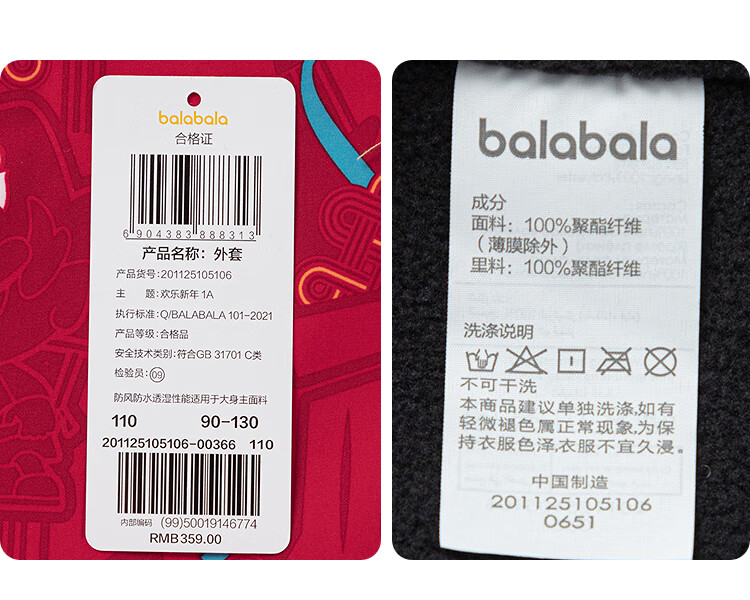 balabala
合格证
6 904383 888313
产品名称：外套
产品货号：201125105106
主　　题：欢乐新年 1A
执行标准：Q/BALABALA 101-2021
产品等级：合格品
安全技术类别：符合GB 31701 C类
检验员：09
防风防水透湿性能适用于大身主面料
110 90-130
201125105106-00366 110
内部编码 (99)50019146774
RMB359.00
balabala
成分
面料：100%聚酯纤维
（薄膜除外）
里料：100%聚酯纤维
洗涤说明
不可干洗
本商品建议单独洗涤,如有
轻微褪色属正常现象,为保
持衣服色泽,衣服不宜久浸。
中国制造
201125105106
0651